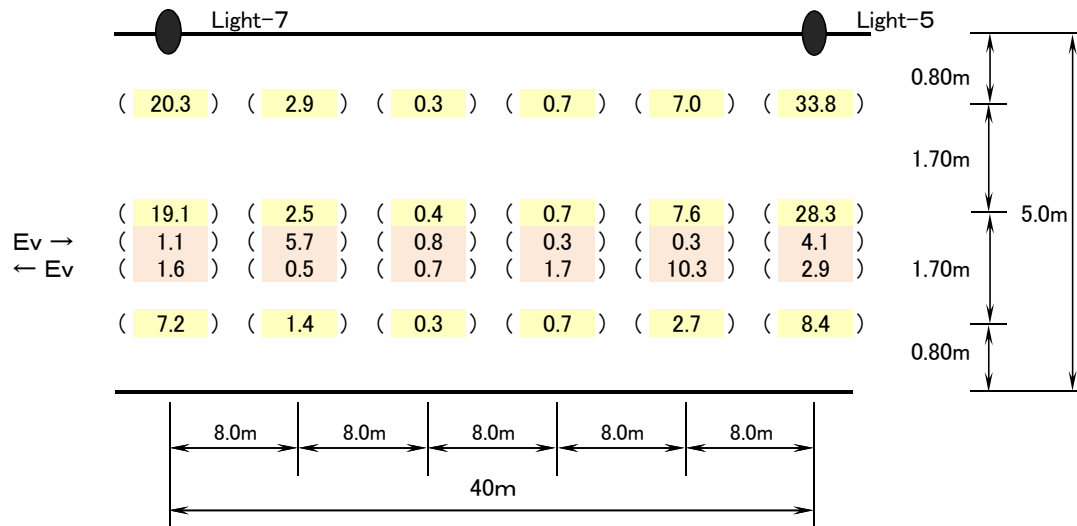 Light-7 Light-5
0.80m
( 20.3 ) ( 2.9 ) ( 0.3 ) ( 0.7 ) ( 7.0 ) ( 33.8 )
1.70m
( 19.1 ) ( 2.5 ) ( 0.4 ) ( 0.7 ) ( 7.6 ) ( 28.3 ) 5.0m
Ev → ( 1.1 ) ( 5.7 ) ( 0.8 ) ( 0.3 ) ( 0.3 ) ( 4.1 )
← Ev ( 1.6 ) ( 0.5 ) ( 0.7 ) ( 1.7 ) ( 10.3 ) ( 2.9 )
1.70m
( 7.2 ) ( 1.4 ) ( 0.3 ) ( 0.7 ) ( 2.7 ) ( 8.4 )
0.80m
8.0m 8.0m 8.0m 8.0m 8.0m
40m